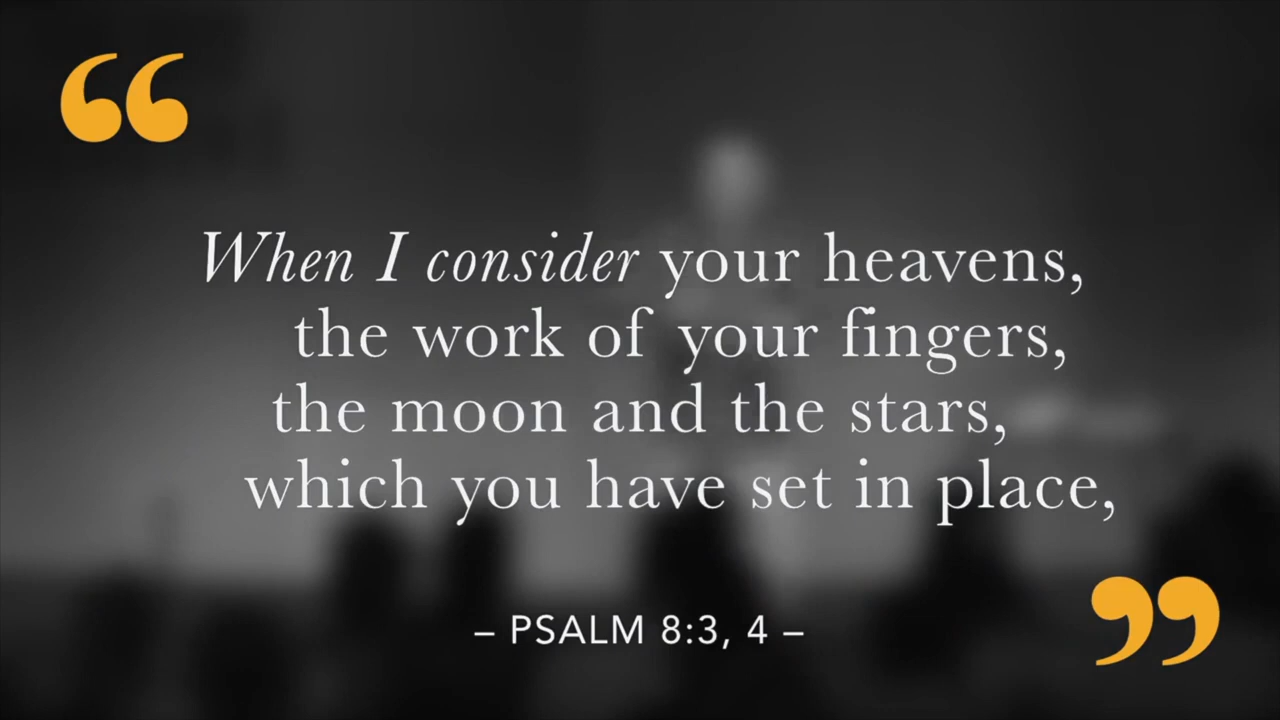 “
When I consider your heavens,
the work of your fingers,
the moon and the stars,
which you have set in place,
”
– PSALM 8:3, 4 –